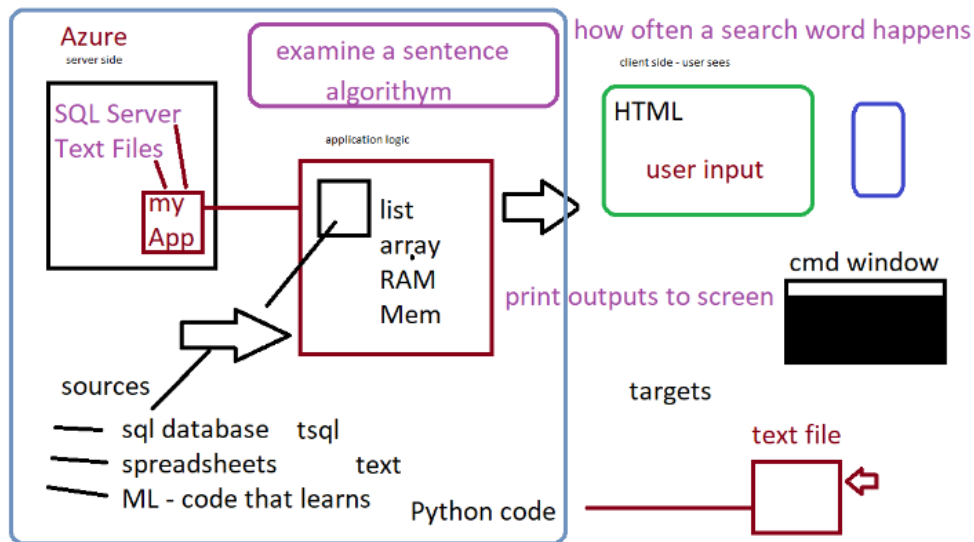 Azure
server side
examine a sentence
algorithym
how often a search word happens
client side - user sees
SQL Server
Text Files
my
App
application logic
list
array
RAM
Mem
HTML
user input
print outputs to screen
cmd window
sources
sql database tsql
spreadsheets text
ML - code that learns
Python code
targets
text file